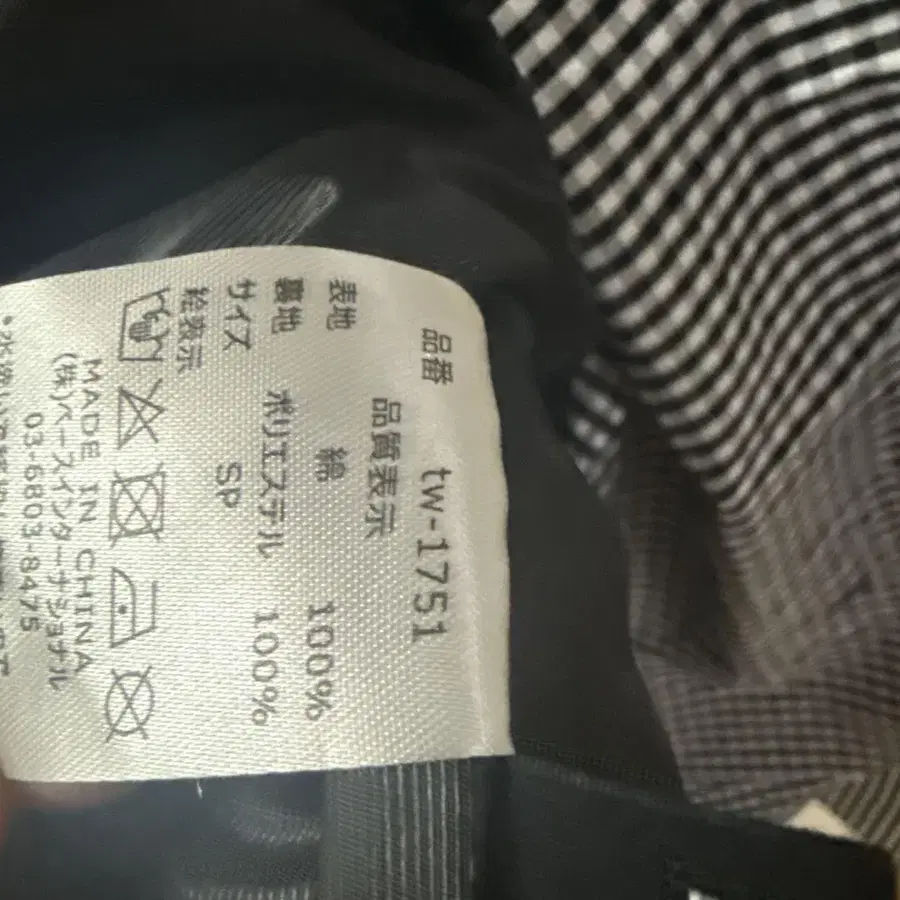 品番 tw-1751
品質表示
表地 綿 100%
裏地 ポリエステル 100%
サイズ SP
絵表示
MADE IN CHINA
(株)ベースインターナショナル
03-6803-8475